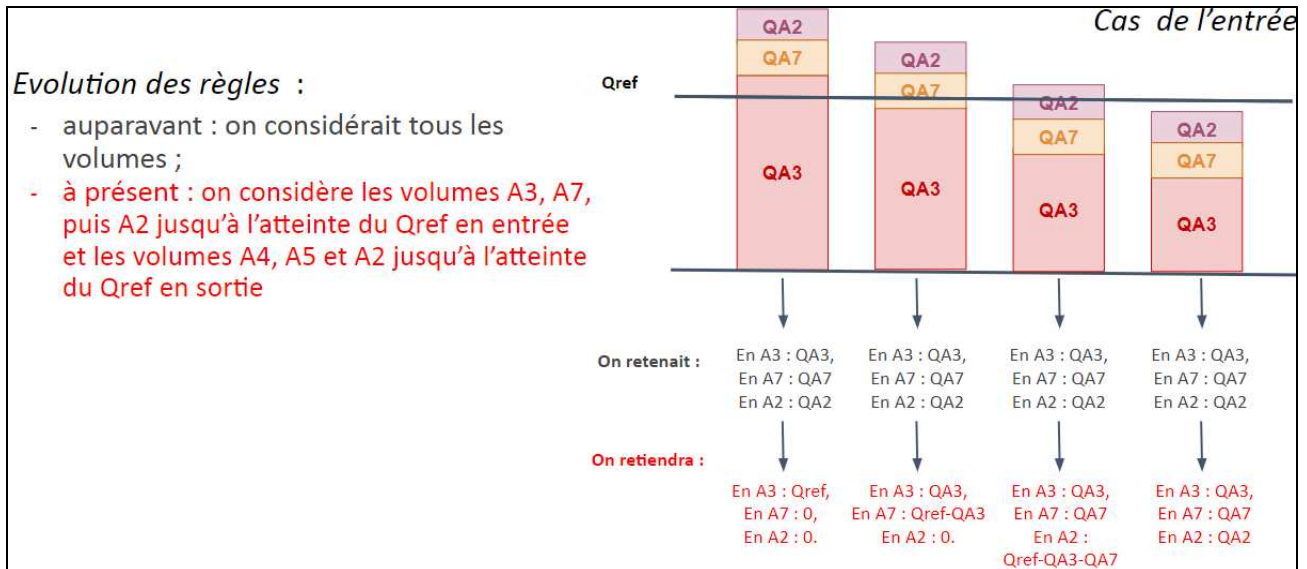 Cas de l'entrée
Evolution des règles :
- auparavant : on considérait tous les
volumes ;
- à présent : on considère les volumes A3, A7,
puis A2 jusqu'à l'atteinte du Qref en entrée
et les volumes A4, A5 et A2 jusqu'à l'atteinte
du Qref en sortie
Qref
QA2
QA7
QA3
QA2
QA7
QA3
QA2
QA7
QA3
QA2
QA7
QA3
On retenait :
En A3 : QA3,
En A7 : QA7
En A2 : QA2
En A3 : QA3,
En A7 : QA7
En A2 : QA2
En A3 : QA3,
En A7 : QA7
En A2 : QA2
En A3 : QA3,
En A7 : QA7
En A2 : QA2
On retiendra :
En A3 : Qref,
En A7 : 0,
En A2 : 0.
En A3 : QA3,
En A7 : Qref-QA3
En A2 : 0.
En A3 : QA3,
En A7 : QA7
En A2 :
Qref-QA3-QA7
En A3 : QA3,
En A7 : QA7
En A2 : QA2